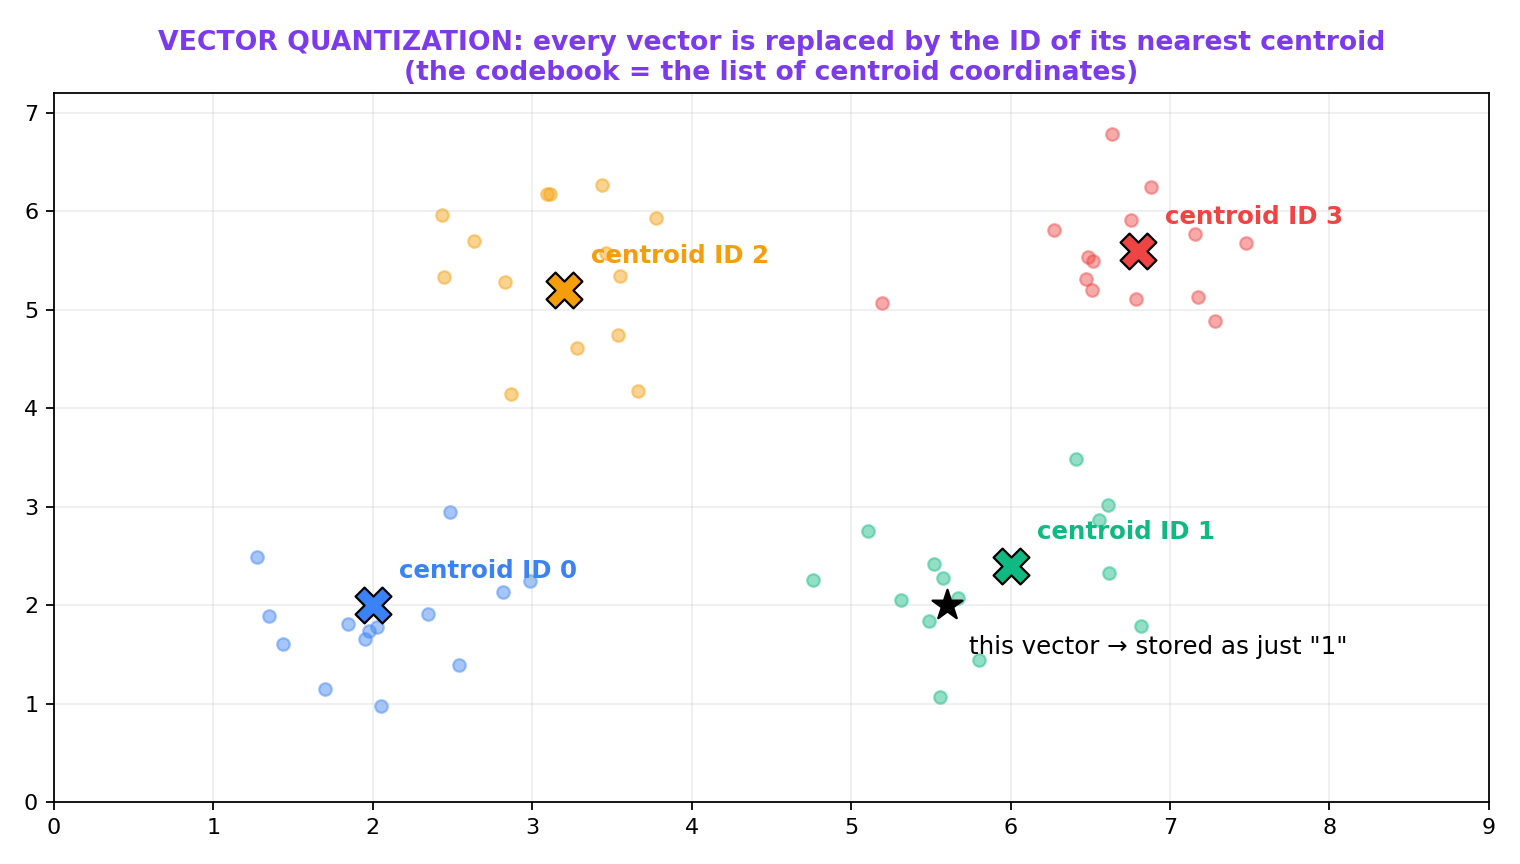 VECTOR QUANTIZATION: every vector is replaced by the ID of its nearest centroid
(the codebook = the list of centroid coordinates)
7
6
5
4
3
2
1
0
centroid ID 3
centroid ID 2
centroid ID 1
centroid ID 0
this vector → stored as just "1"
0 1 2 3 4 5 6 7 8 9